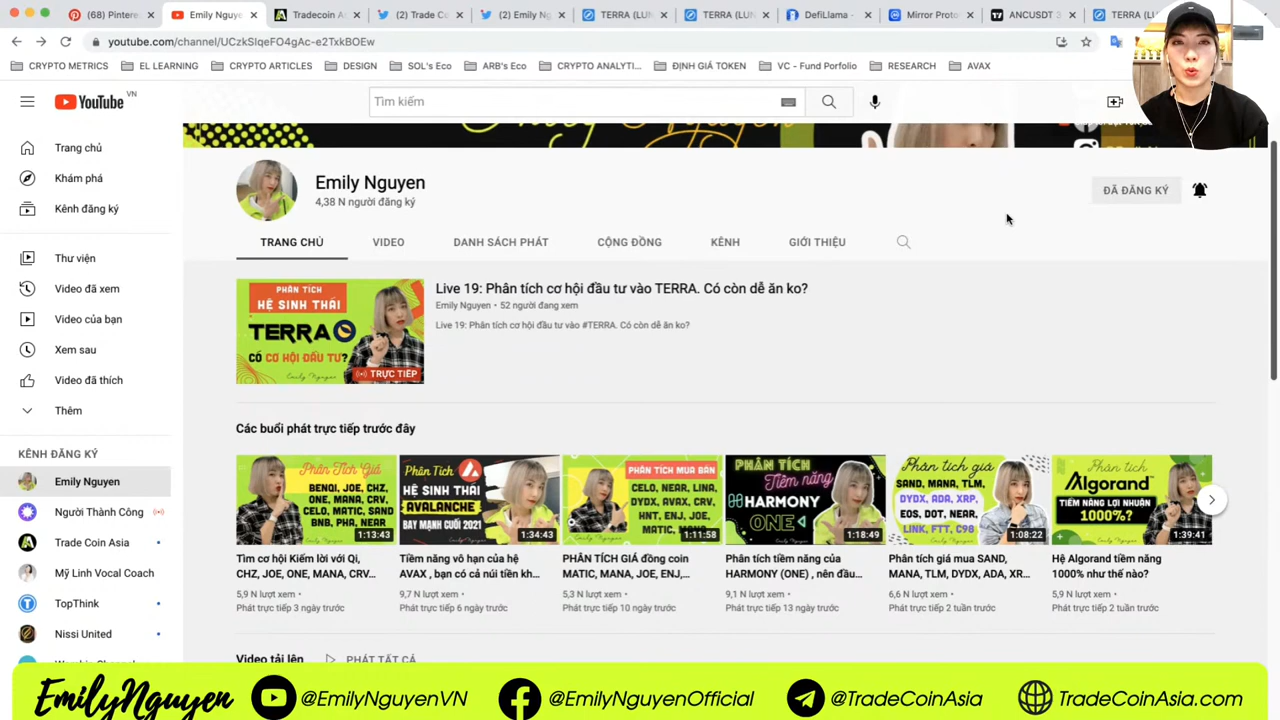 (68) Pinteres
Emily Nguye
Tradecoin As
(2) Trade Co
(2) Emily Ng
TERRA (LUN
TERRA (LUN
DefiLlama -
Mirror Proto
ANCUSDT 3
TERRA (LU
youtube.com/channel/UCzkSIqeFO4gAc-e2TxkBOEw
CRYPTO METRICS
EL LEARNING
CRYPTO ARTICLES
DESIGN
SOL's Eco
ARB's Eco
CRYPTO ANALYTI...
ĐỊNH GIÁ TOKEN
VC - Fund Porfolio
RESEARCH
AVAX
YouTube VN
Tìm kiếm
Trang chủ
Khám phá
Kênh đăng ký
Thư viện
Video đã xem
Video của bạn
Xem sau
Video đã thích
Thêm
KÊNH ĐĂNG KÝ
Emily Nguyen
Người Thành Công
Trade Coin Asia
Mỹ Linh Vocal Coach
TopThink
Nissi United
Emily Nguyen
4,38 N người đăng ký
ĐÃ ĐĂNG KÝ
TRANG CHỦ
VIDEO
DANH SÁCH PHÁT
CỘNG ĐỒNG
KÊNH
GIỚI THIỆU
PHÂN TÍCH
HỆ SINH THÁI
TERRA
CÓ CƠ HỘI ĐẦU TƯ?
Emily Nguyen
TRỰC TIẾP
Live 19: Phân tích cơ hội đầu tư vào TERRA. Có còn dễ ăn ko?
Emily Nguyen • 52 người đang xem
Live 19: Phân tích cơ hội đầu tư vào #TERRA. Có còn dễ ăn ko?
Các buổi phát trực tiếp trước đây
Phân Tích Giá
BENQI, JOE, CHZ,
ONE, MANA, CRV,
CELO, MATIC, SAND
BNB, PHA, NEAR
1:13:43
Tìm cơ hội Kiếm lời với Qi,
CHZ, JOE, ONE, MANA, CRV...
5,9 N lượt xem •
Phát trực tiếp 3 ngày trước
Phân Tích
HỆ SINH THÁI
AVALANCHE
BAY MẠNH CUỐI 2021
1:34:43
Tiềm năng vô hạn của hệ
AVAX , bạn có cả núi tiền kh...
9,7 N lượt xem •
Phát trực tiếp 6 ngày trước
PHÂN TÍCH MUA BÁN
CELO, NEAR, LINA,
DYDX, AVAX, CRV,
HNT, ENJ, JOE,
MATIC,
1:11:58
PHÂN TÍCH GIÁ đồng coin
MATIC, MANA, JOE, ENJ,...
5,3 N lượt xem •
Phát trực tiếp 10 ngày trước
PHÂN TÍCH
Tiềm năng
HARMONY
ONE
1:18:49
Phân tích tiềm năng của
HARMONY (ONE) , nên đầu...
9,1 N lượt xem •
Phát trực tiếp 13 ngày trước
Phân tích giá
SAND, MANA, TLM,
DYDX, ADA, XRP,
EOS, DOT, NEAR,
LINK, FTT, C98
1:08:22
Phân tích giá mua SAND,
MANA, TLM, DYDX, ADA, XR...
6,6 N lượt xem •
Phát trực tiếp 2 tuần trước
Phân tích
Algorand
TIỀM NĂNG LỢI NHUẬN
1000%?
1:39:41
Hệ Algorand tiềm năng
1000% như thế nào?
5,9 N lượt xem •
Phát trực tiếp 2 tuần trước
Video tải lên
PHÁT TẤT CẢ
EmilyNguyen
@EmilyNguyenVN
@EmilyNguyenOfficial
@TradeCoinAsia
TradeCoinAsia.com